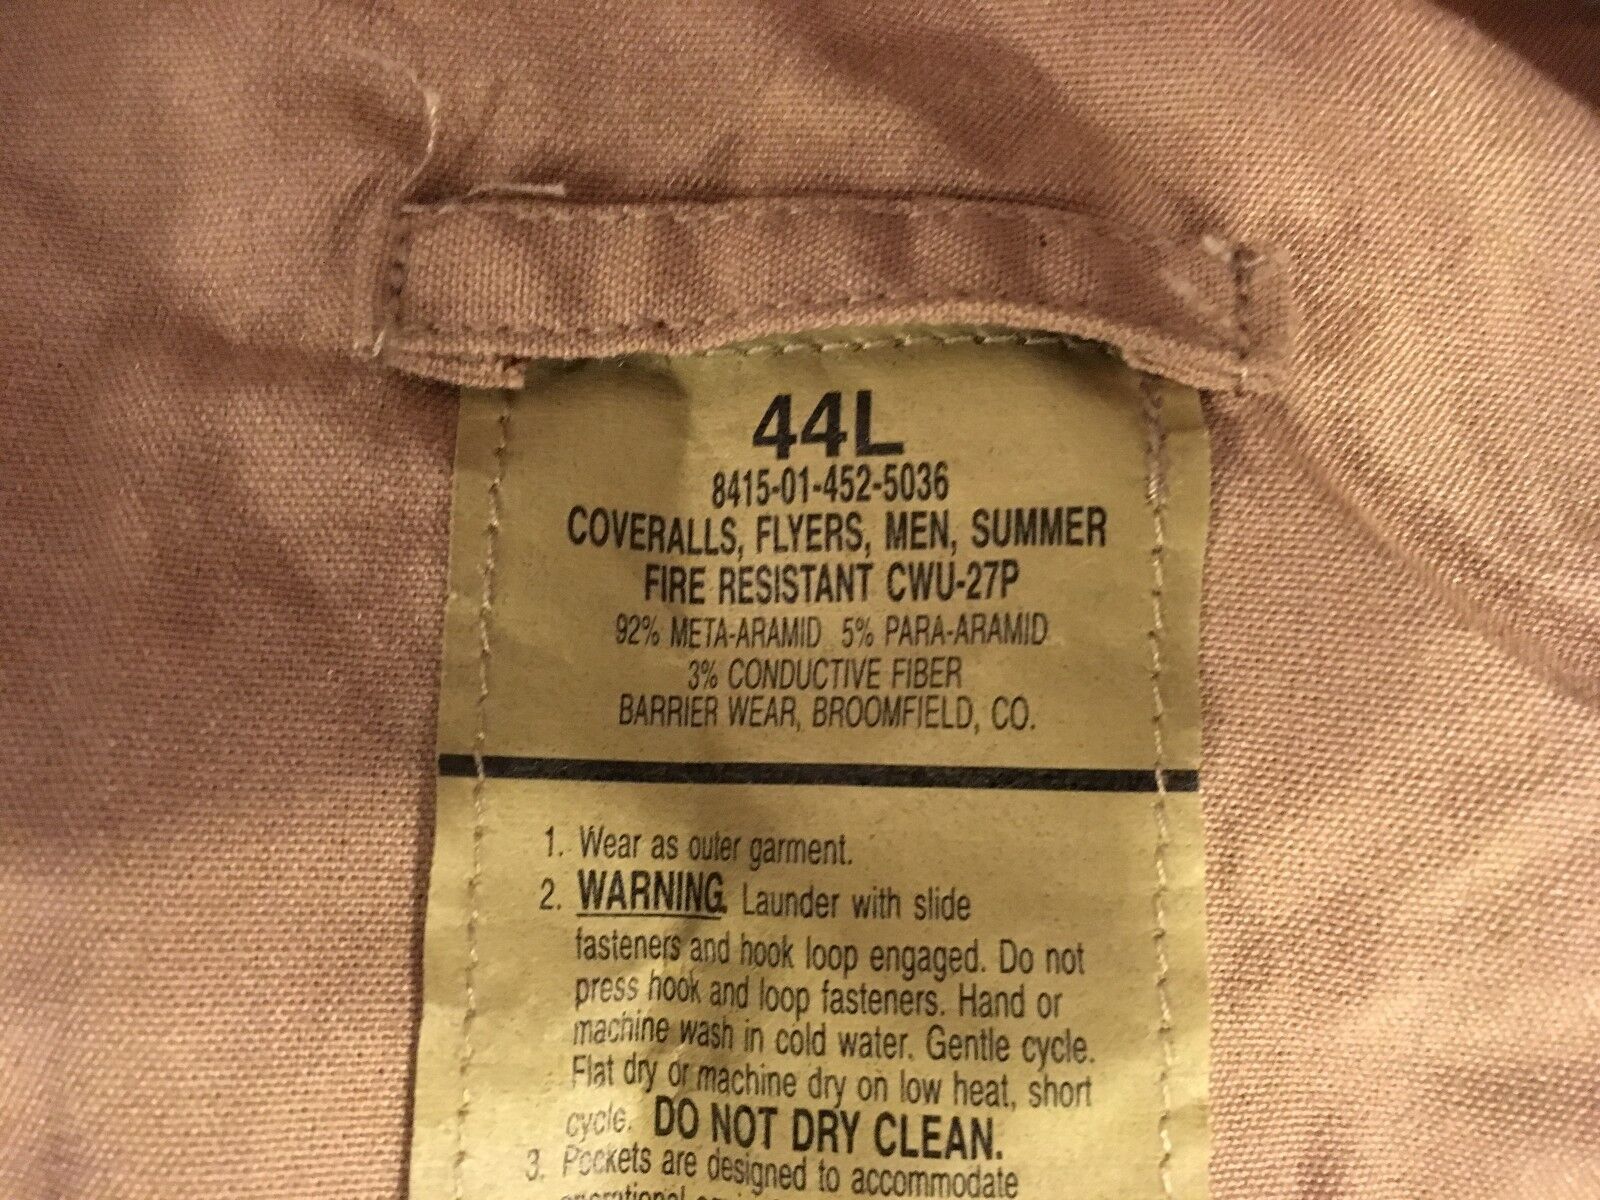 44L
8415-01-452-5036
COVERALLS, FLYERS, MEN, SUMMER
FIRE RESISTANT CWU-27P
92% META-ARAMID 5% PARA-ARAMID
3% CONDUCTIVE FIBER
BARRIER WEAR, BROOMFIELD, CO.
1. Wear as outer garment.
2. WARNING. Launder with slide
fasteners and hook loop engaged. Do not
press hook and loop fasteners. Hand or
machine wash in cold water. Gentle cycle.
Flat dry or machine dry on low heat, short
cycle. DO NOT DRY CLEAN.
3. Pockets are designed to accommodate
operational